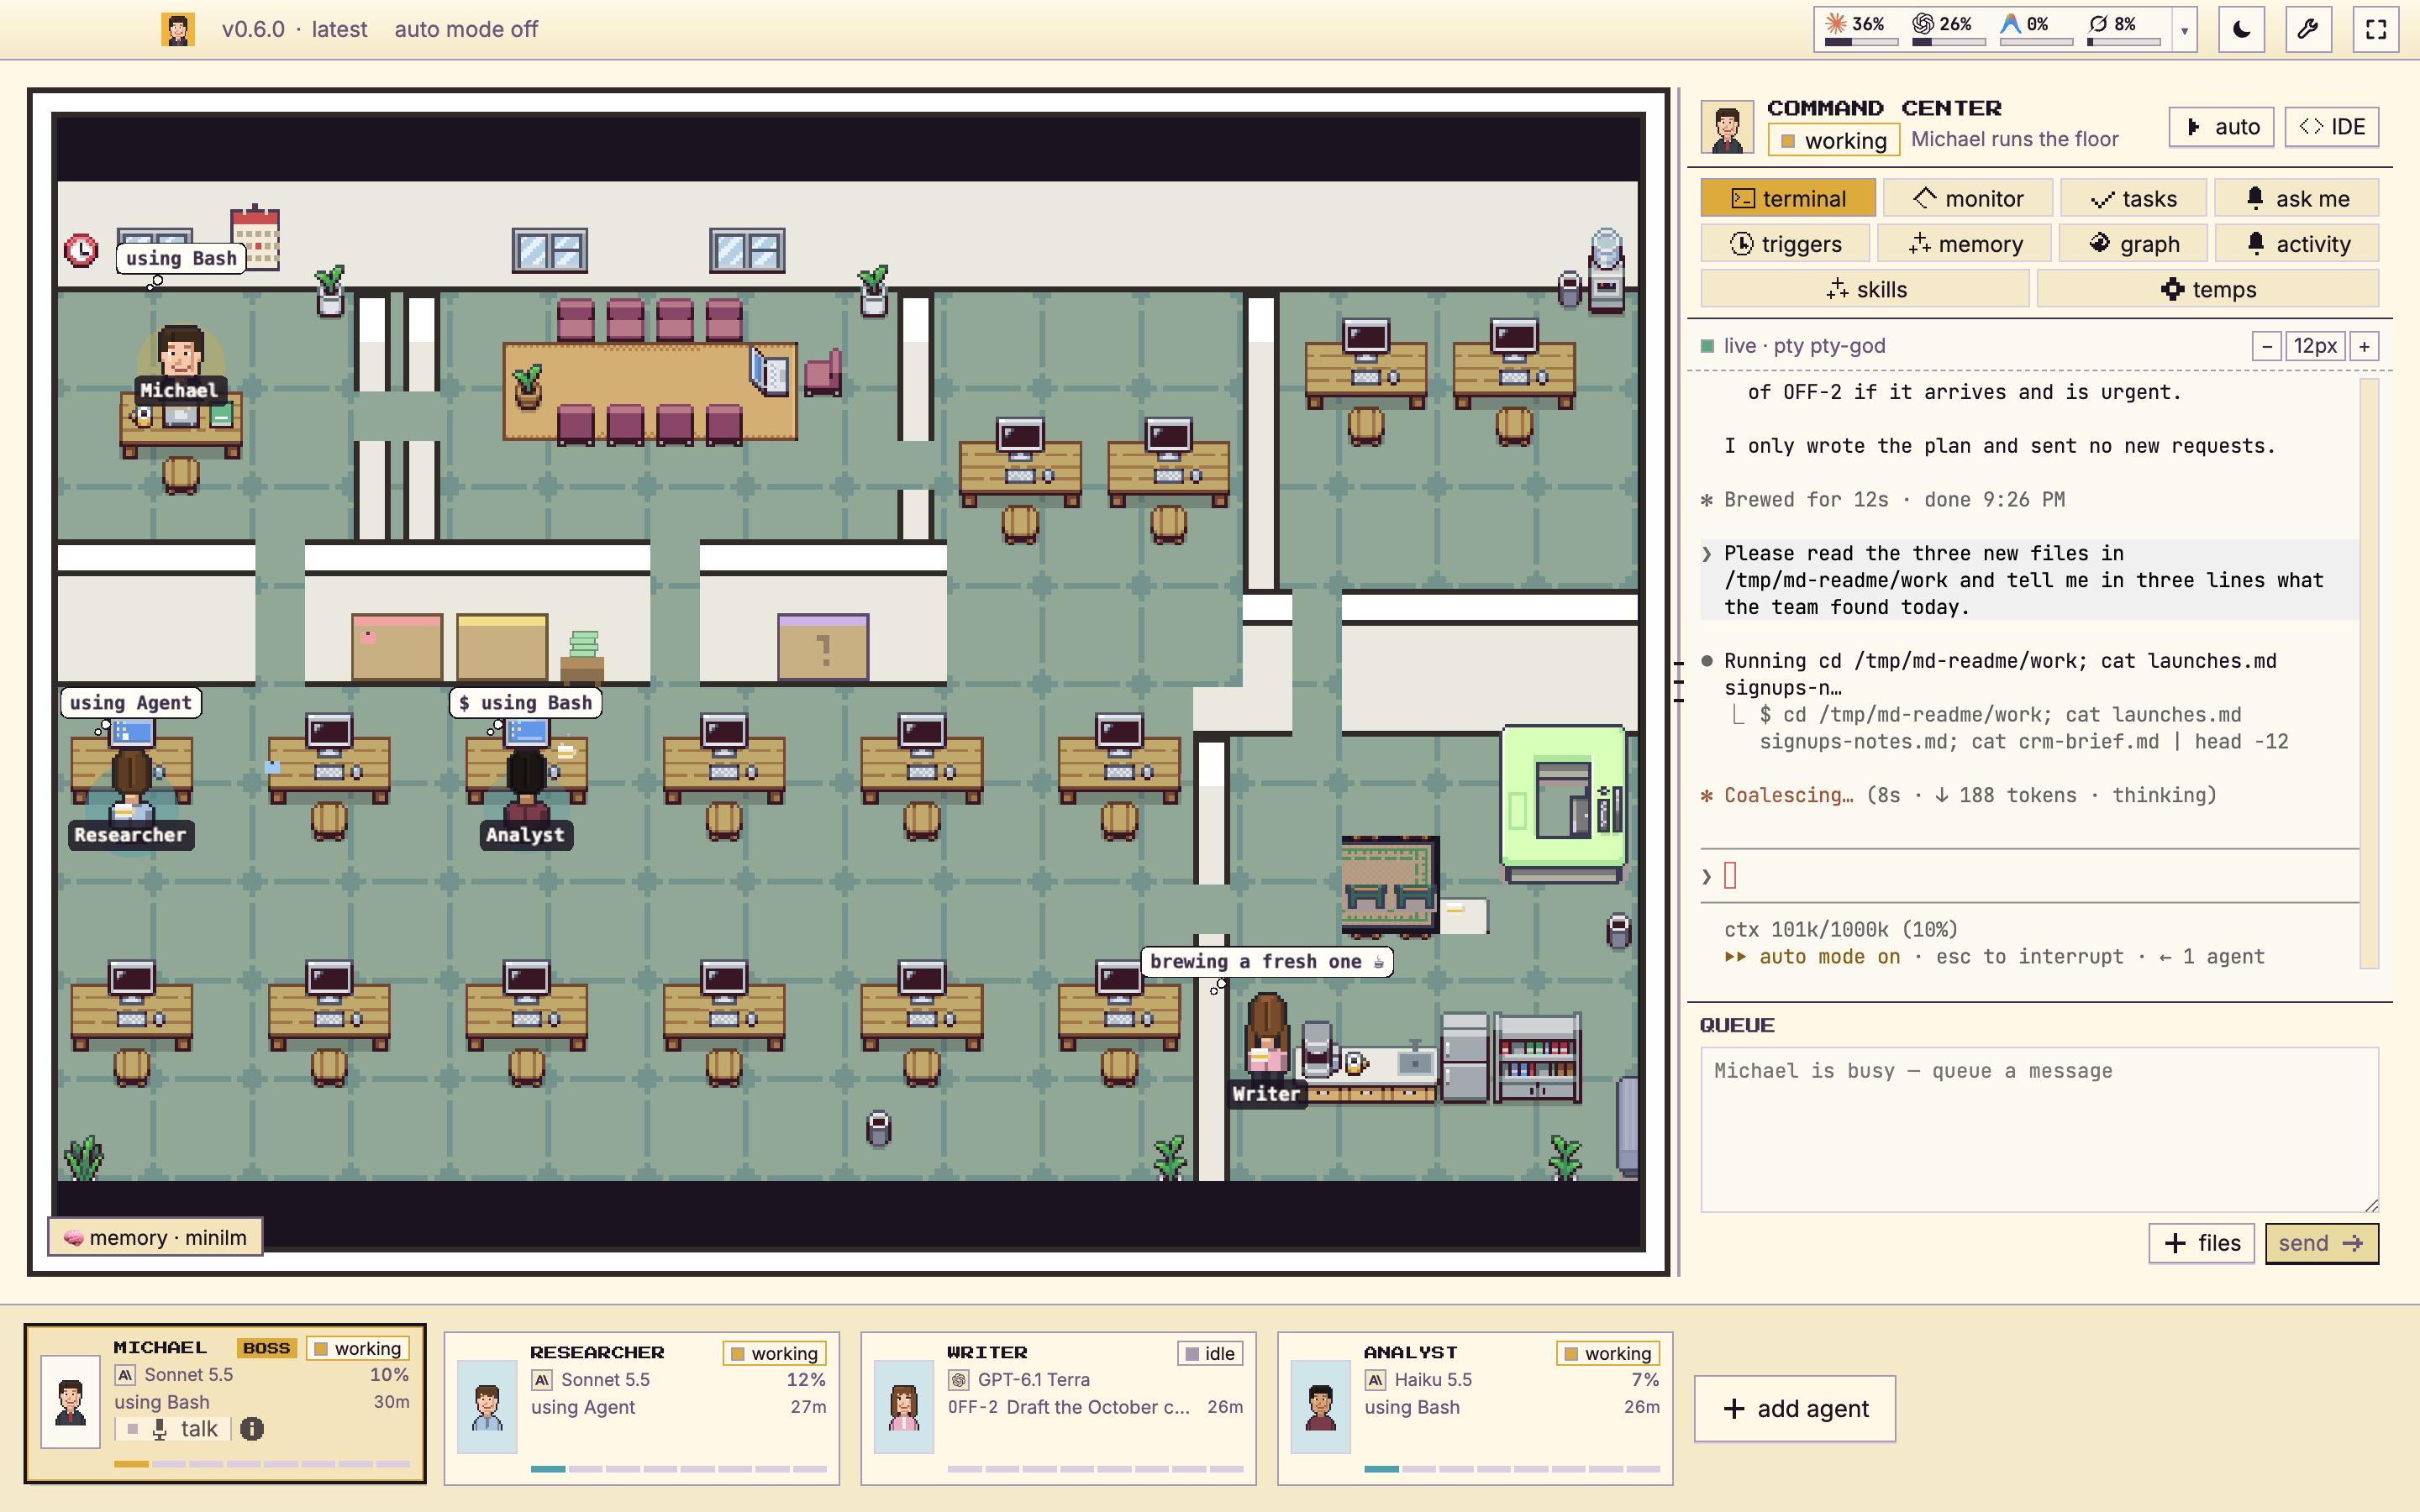 v0.6.0 · latest auto mode off
36% 26% 0% 8%
using Bash
Michael
using Agent
$ using Bash
Researcher
Analyst
brewing a fresh one
Writer
memory · minilm
COMMAND CENTER
working Michael runs the floor
auto
<> IDE
terminal
monitor
tasks
ask me
triggers
memory
graph
activity
skills
temps
live · pty pty-god
− 12px +
of OFF-2 if it arrives and is urgent.
I only wrote the plan and sent no new requests.
✻ Brewed for 12s · done 9:26 PM
❯ Please read the three new files in
/tmp/md-readme/work and tell me in three lines what
the team found today.
● Running cd /tmp/md-readme/work; cat launches.md
signups-n…
⎿ $ cd /tmp/md-readme/work; cat launches.md
signups-notes.md; cat crm-brief.md | head -12
✻ Coalescing… (8s · ↓ 188 tokens · thinking)
❯
ctx 101k/1000k (10%)
⏵⏵ auto mode on · esc to interrupt · ← 1 agent
QUEUE
Michael is busy — queue a message
+ files
send →
MICHAEL BOSS working
A\ Sonnet 5.5 10%
using Bash 30m
talk
RESEARCHER working
A\ Sonnet 5.5 12%
using Agent 27m
WRITER idle
GPT-6.1 Terra
OFF-2 Draft the October c... 26m
ANALYST working
A\ Haiku 5.5 7%
using Bash 26m
+ add agent